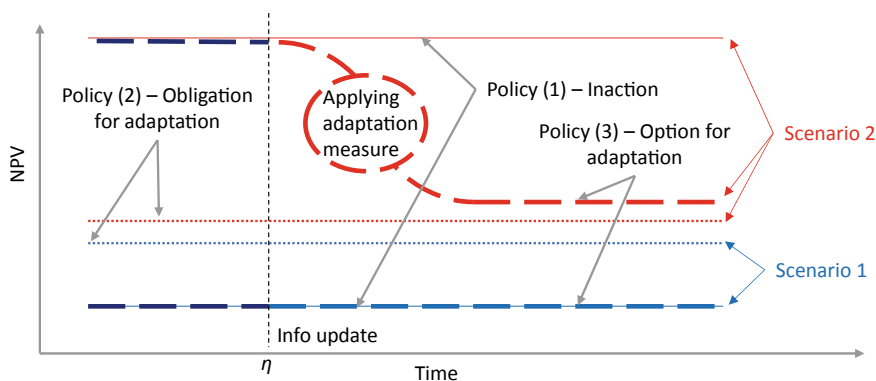 Policy (2) – Obligation
for adaptation
Applying
adaptation
measure
Policy (1) – Inaction
Policy (3) – Option for
adaptation
Scenario 2
Scenario 1
NPV
Info update
η
Time